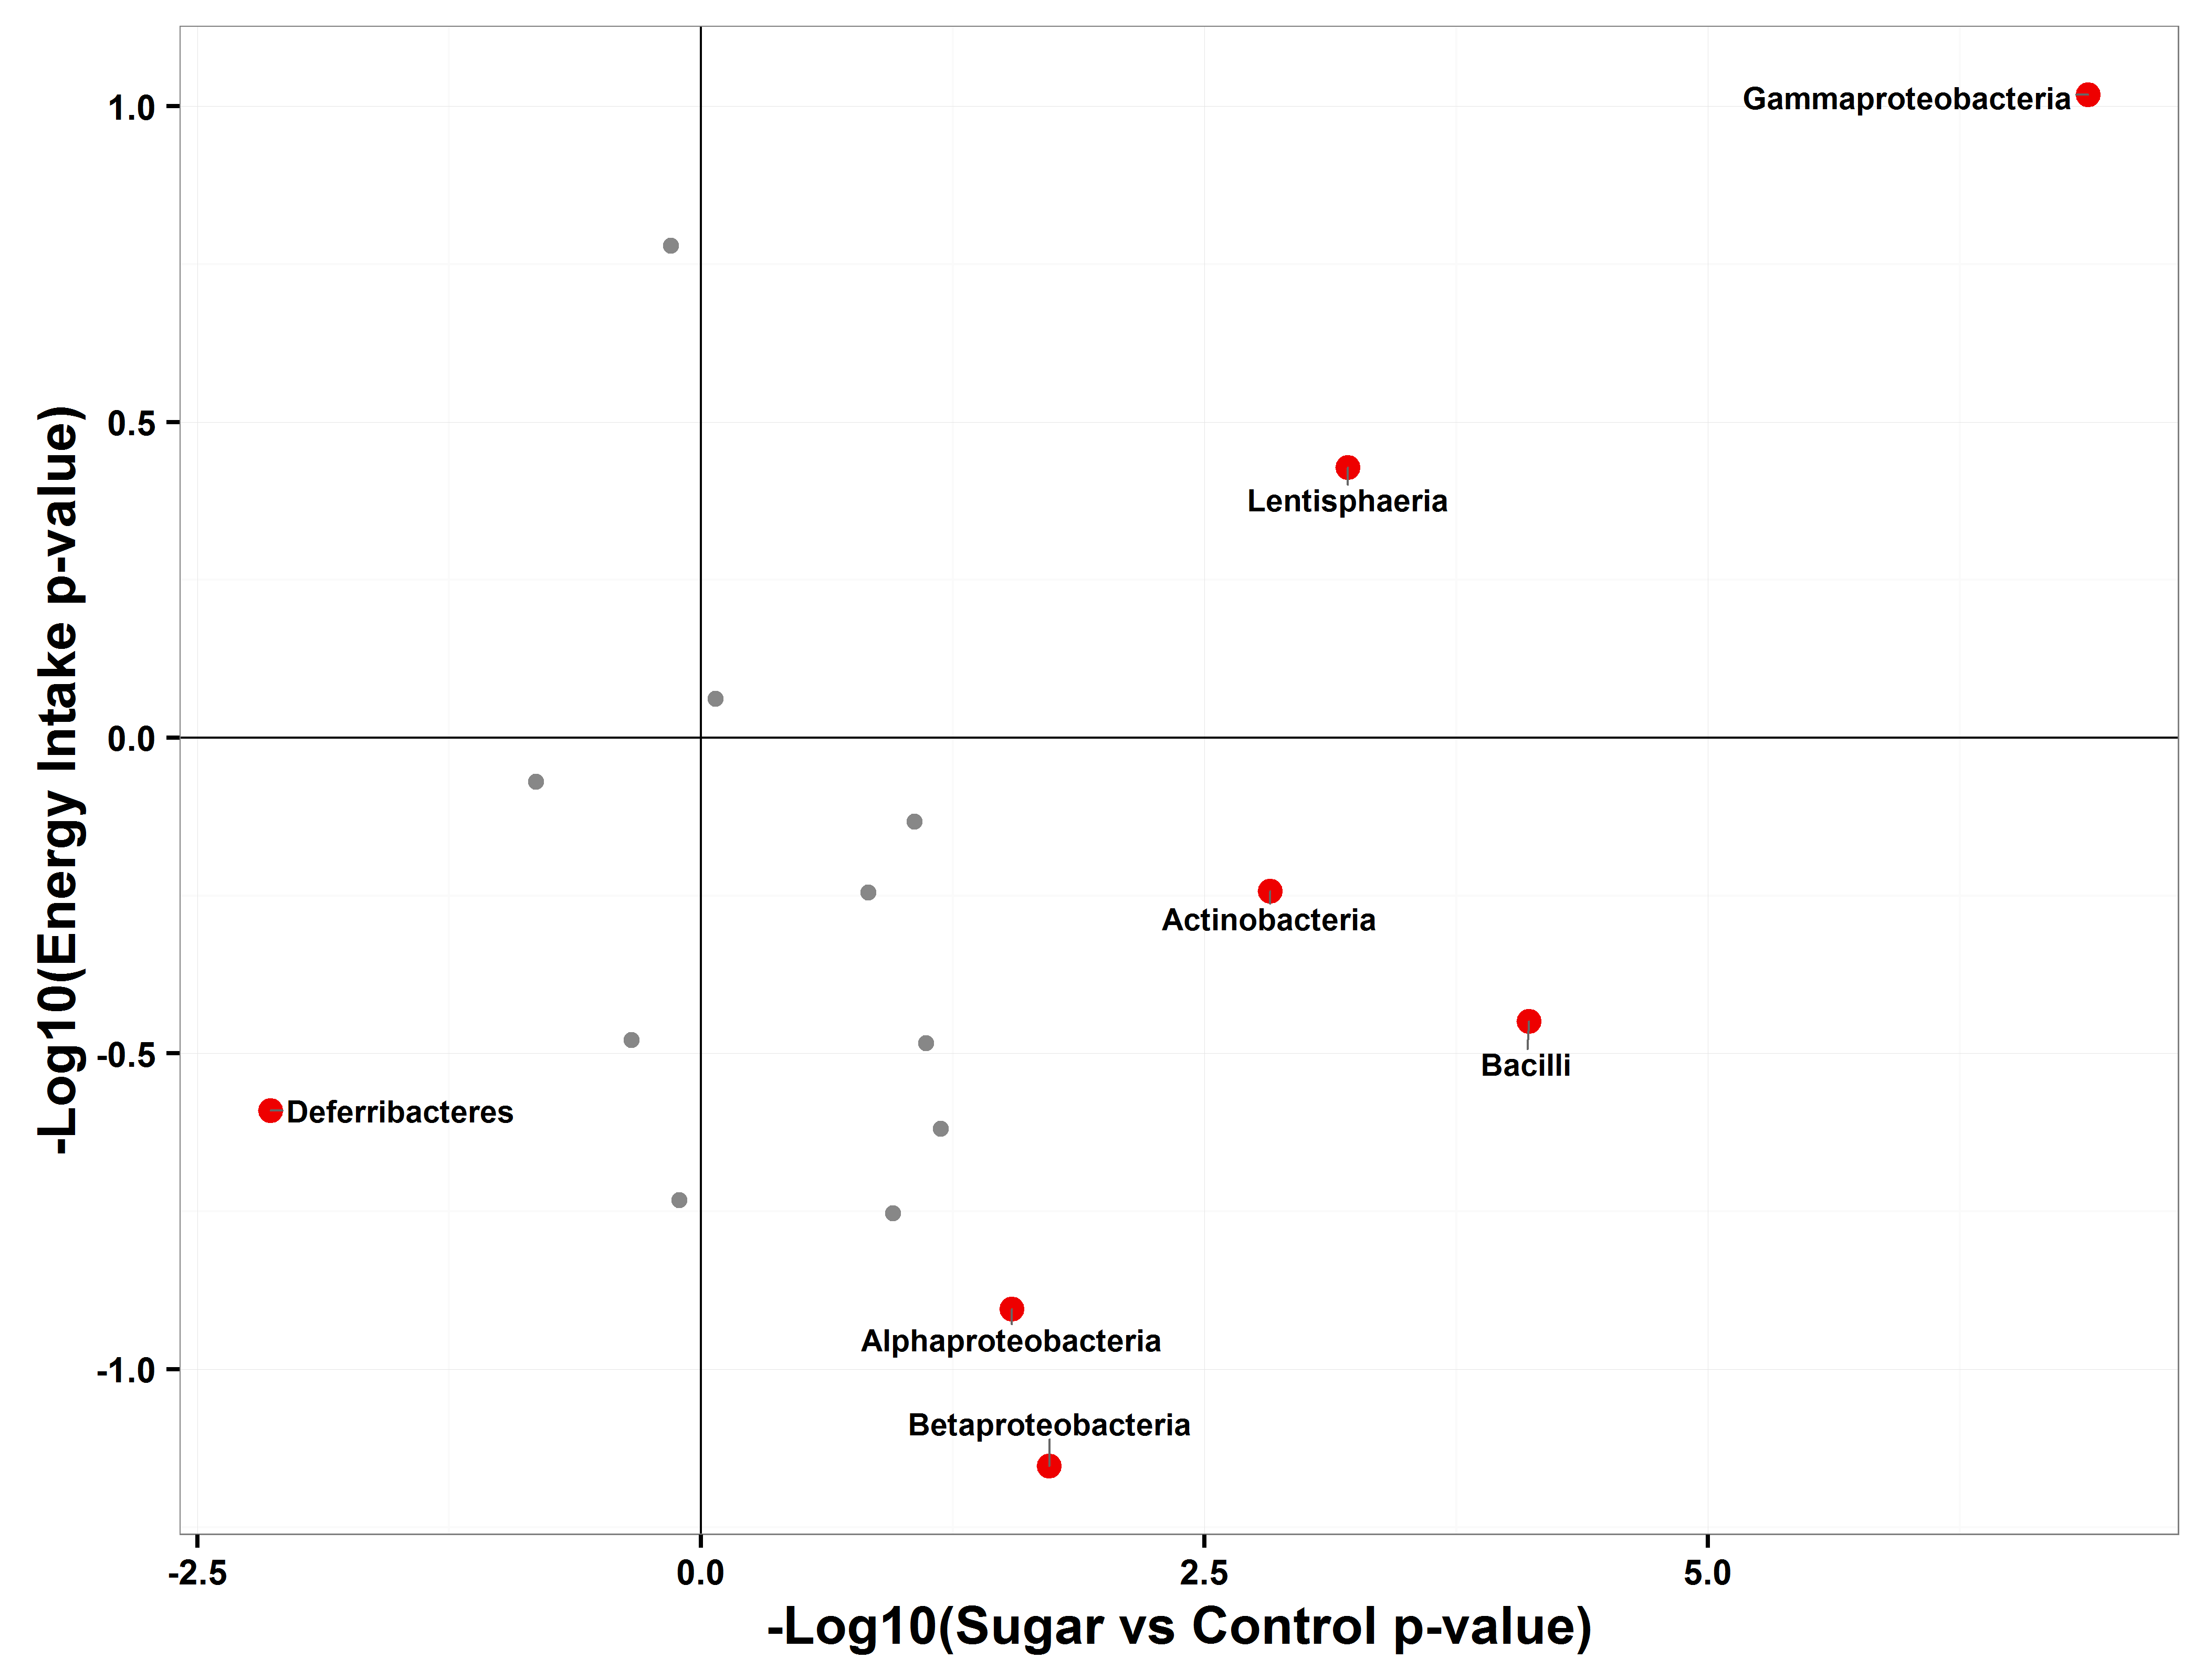 1.0
0.5
0.0
-0.5
-1.0
-Log10(Energy Intake p-value)
Gammaproteobacteria
Lentisphaeria
Actinobacteria
Bacilli
Deferribacteres
Alphaproteobacteria
Betaproteobacteria
-2.5 0.0 2.5 5.0
-Log10(Sugar vs Control p-value)